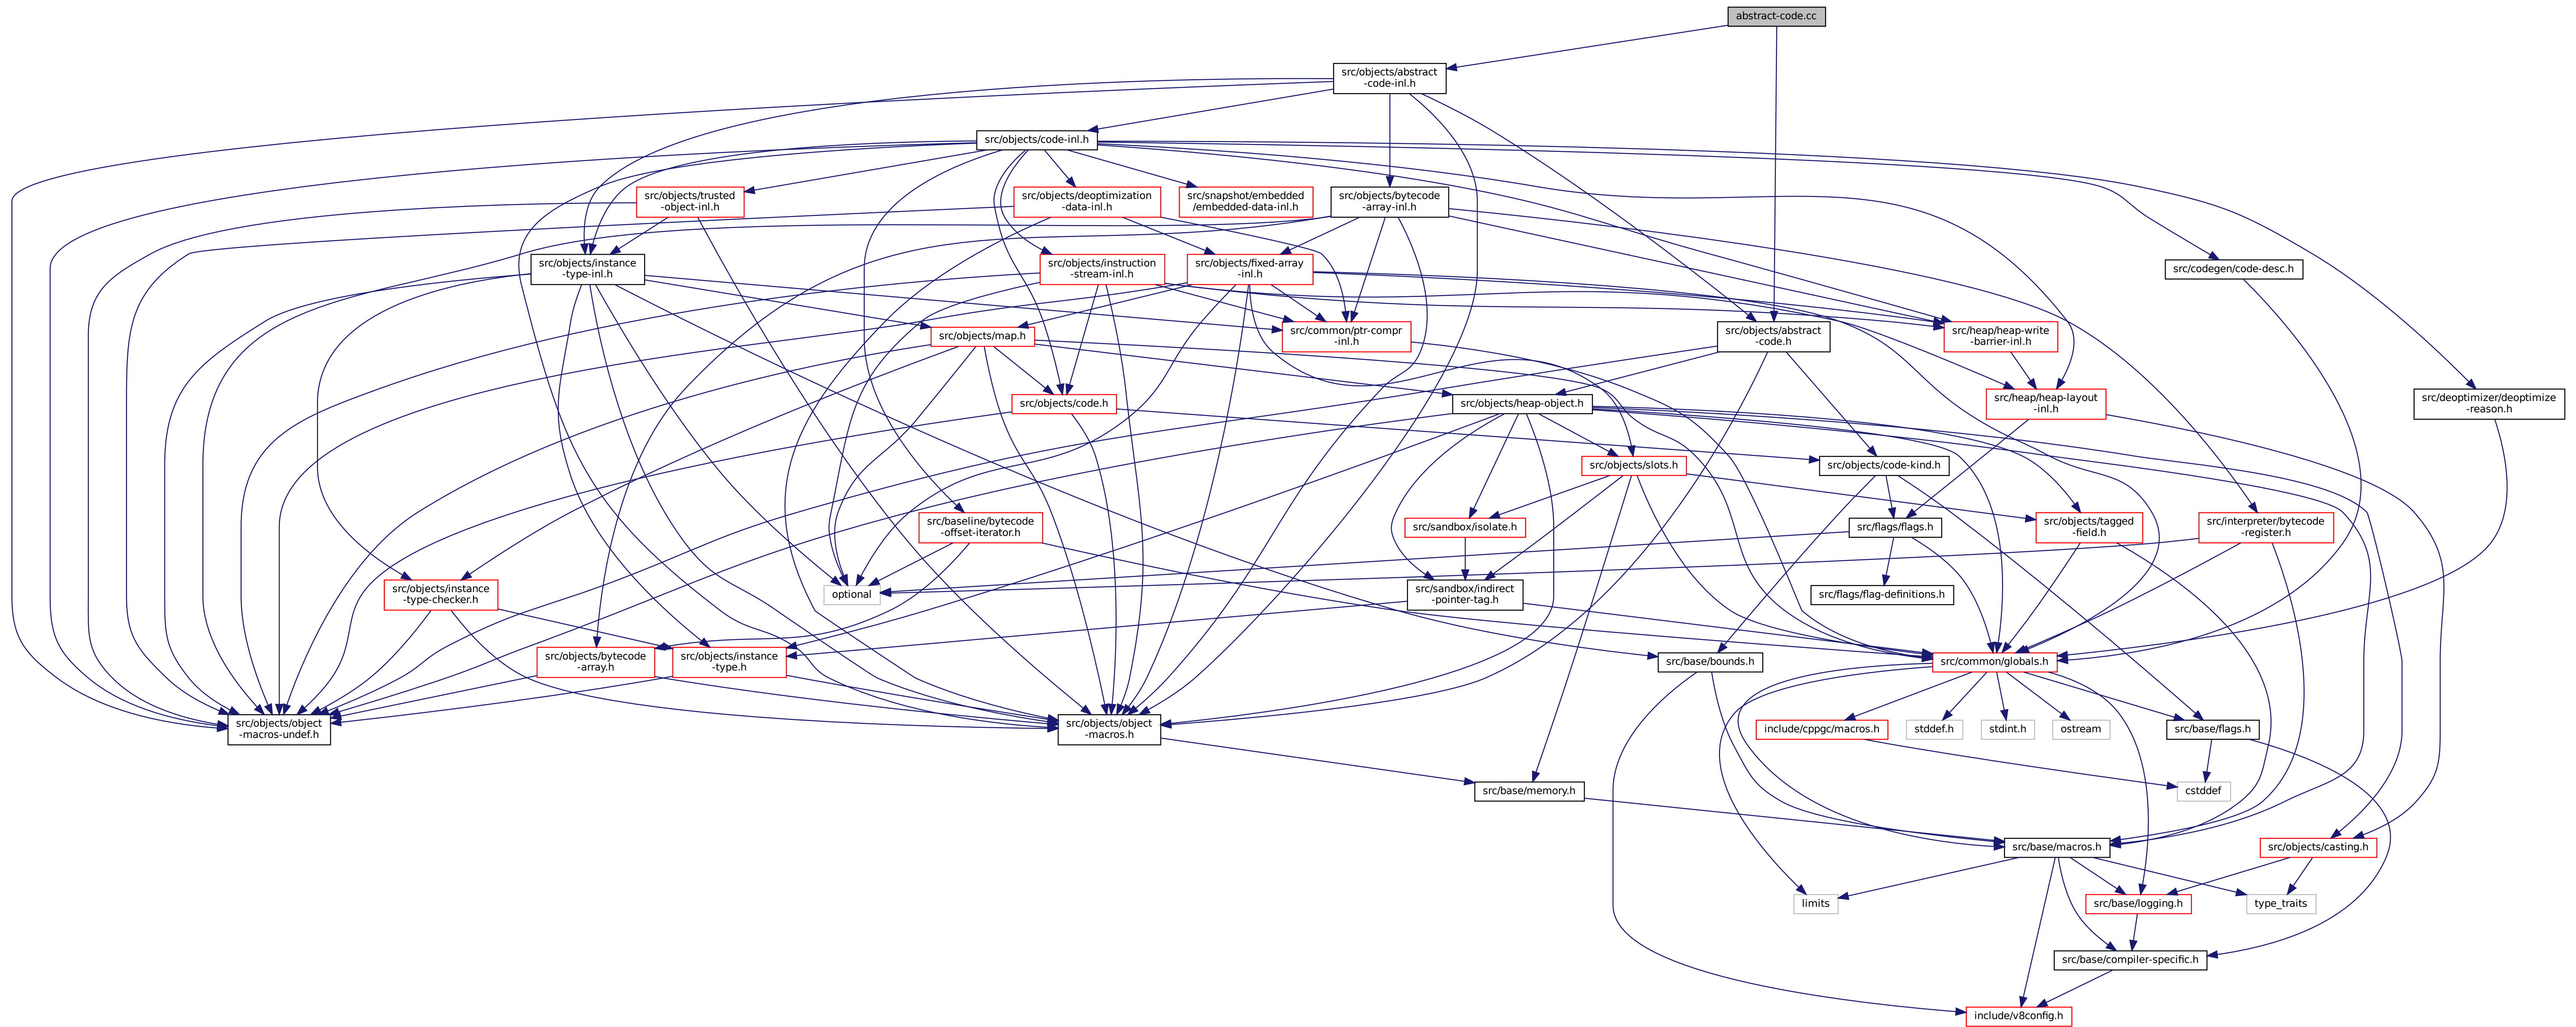 abstract-code.cc
src/objects/abstract
-code-inl.h
src/objects/code-inl.h
src/objects/trusted
-object-inl.h
src/objects/deoptimization
-data-inl.h
src/snapshot/embedded
/embedded-data-inl.h
src/objects/bytecode
-array-inl.h
src/objects/instance
-type-inl.h
src/objects/instruction
-stream-inl.h
src/objects/fixed-array
-inl.h
src/codegen/code-desc.h
src/objects/map.h
src/common/ptr-compr
-inl.h
src/objects/abstract
-code.h
src/heap/heap-write
-barrier-inl.h
src/objects/code.h
src/objects/heap-object.h
src/heap/heap-layout
-inl.h
src/deoptimizer/deoptimize
-reason.h
src/objects/slots.h
src/objects/code-kind.h
src/baseline/bytecode
-offset-iterator.h
src/sandbox/isolate.h
src/flags/flags.h
src/objects/tagged
-field.h
src/interpreter/bytecode
-register.h
src/objects/instance
-type-checker.h
optional
src/sandbox/indirect
-pointer-tag.h
src/flags/flag-definitions.h
src/objects/bytecode
-array.h
src/objects/instance
-type.h
src/base/bounds.h
src/common/globals.h
src/objects/object
-macros-undef.h
src/objects/object
-macros.h
include/cppgc/macros.h
stddef.h
stdint.h
ostream
src/base/flags.h
src/base/memory.h
cstddef
src/base/macros.h
src/objects/casting.h
limits
src/base/logging.h
type_traits
src/base/compiler-specific.h
include/v8config.h